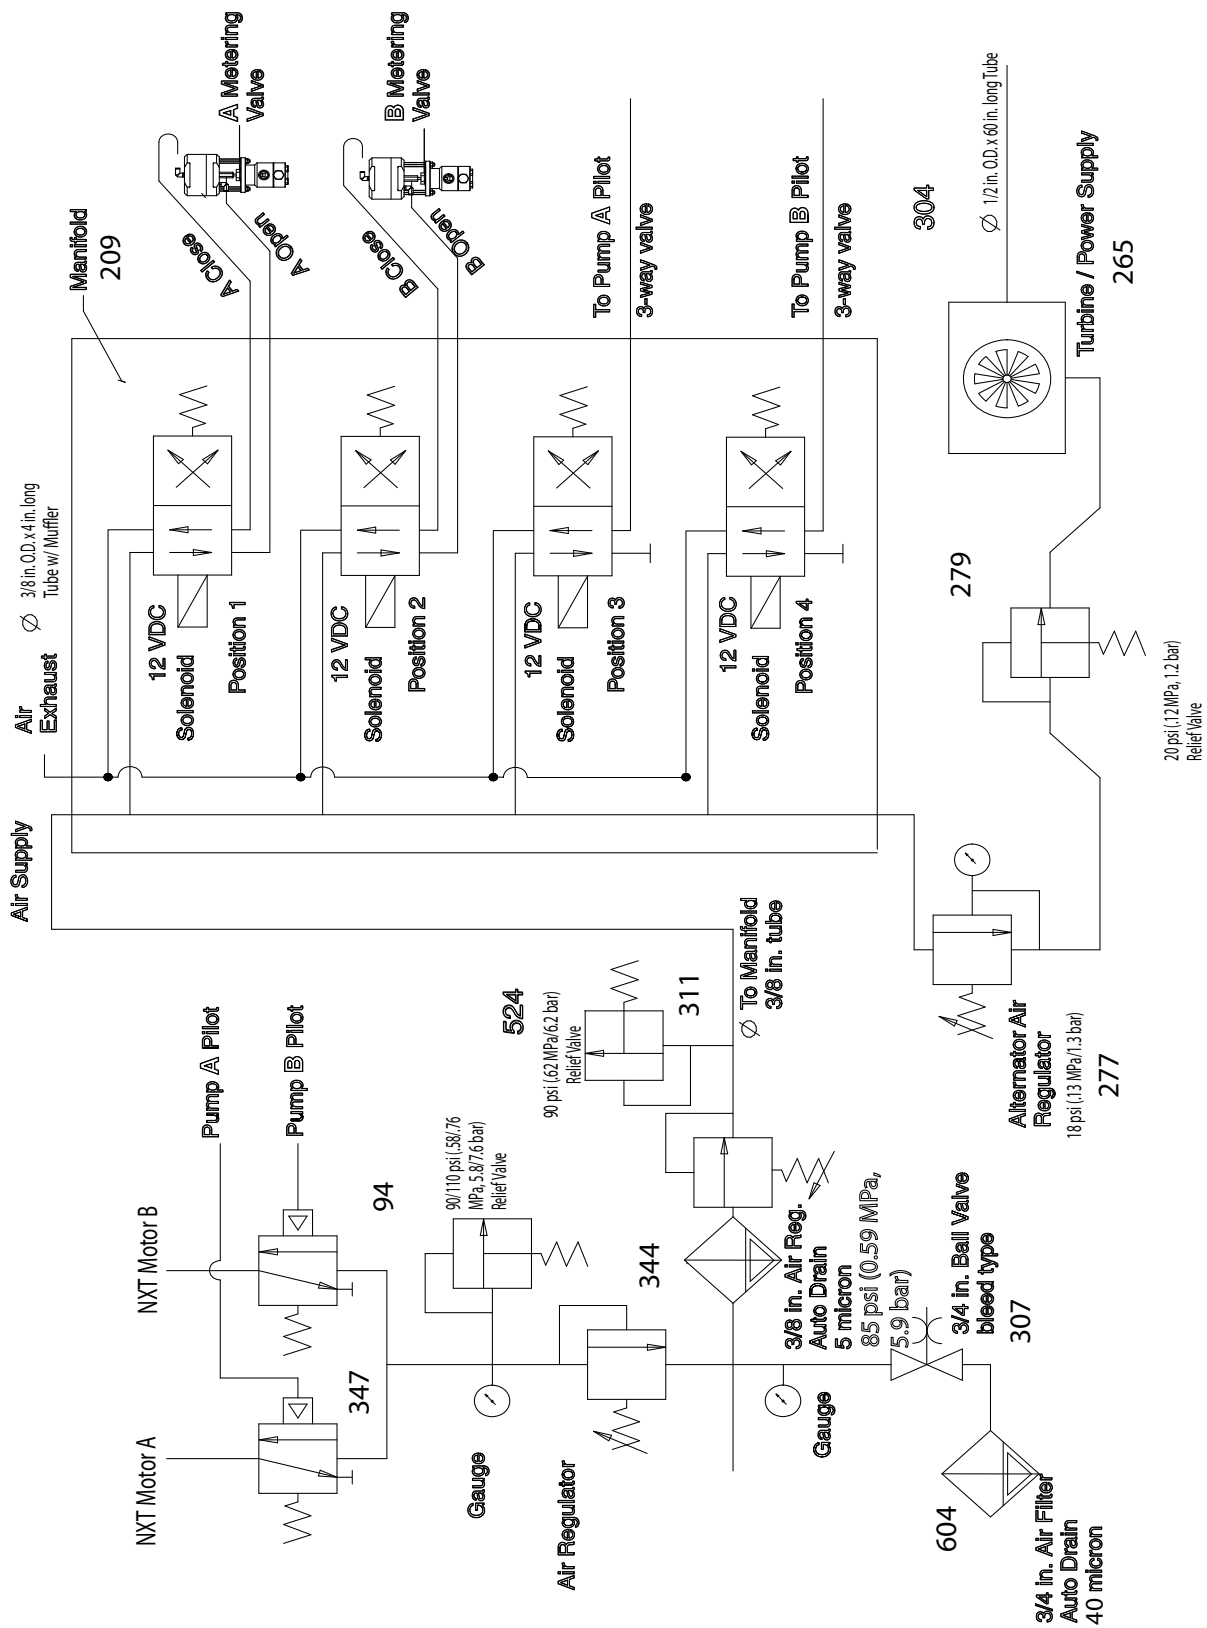 NXT Motor A
NXT Motor B
Pump A Pilot
Pump B Pilot
347
94
Gauge
90/110 psi (.58/.76
MPa, 5.8/7.6 bar)
Relief Valve
Air Regulator
344
524
90 psi (.62 MPa/6.2 bar)
Relief Valve
311
Ø To Manifold
3/8 in. tube
3/8 in. Air Reg.
Auto Drain
5 micron
85 psi (0.59 MPa,
5.9 bar)
Gauge
3/4 in. Ball Valve
bleed type
307
604
3/4 in. Air Filter
Auto Drain
40 micron
Air Supply
Air
Exhaust
Ø 3/8 in. O.D. x 4 in. long
Tube w/ Muffler
Manifold
209
12 VDC
Solenoid
Position 1
A Close
A Open
A Metering
Valve
12 VDC
Solenoid
Position 2
B Close
B Open
B Metering
Valve
12 VDC
Solenoid
Position 3
To Pump A Pilot
3-way valve
12 VDC
Solenoid
Position 4
To Pump B Pilot
3-way valve
Alternator Air
Regulator
18 psi (.13 MPa/1.3 bar)
277
279
20 psi (.12 MPa, 1.2 bar)
Relief Valve
304
Ø 1/2 in. O.D. x 60 in. long Tube
Turbine / Power Supply
265